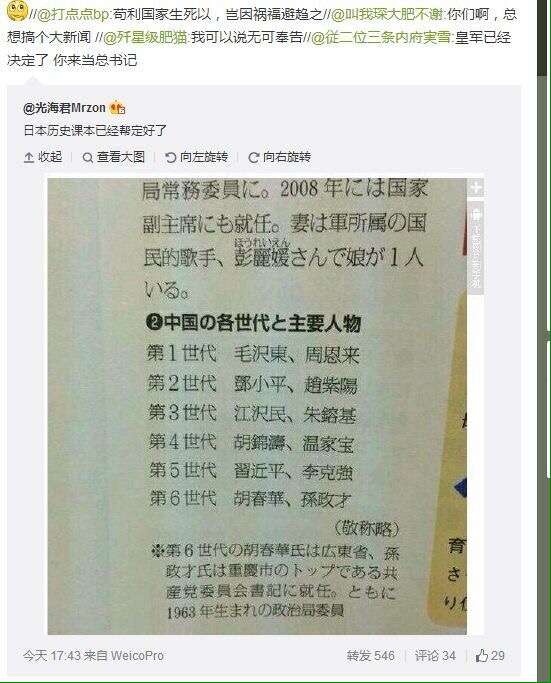 //@打点点bp:苟利国家生死以，岂因祸福避趋之//@叫我琛大肥不谢:你们啊，总
想搞个大新闻 //@歼星级肥猫:我可以说无可奉告//@従二位三条内府実雪:皇军已经
决定了 你来当总书记
@光海君Mrzon
日本历史课本已经帮定好了
收起 查看大图 向左旋转 向右旋转
局常務委員に。2008年には国家
副主席にも就任。妻は軍所属の国
ほうれいえん
民的歌手、彭麗媛さんで娘が1人
いる。
❷中国の各世代と主要人物
第1世代 毛沢東、周恩来
第2世代 鄧小平、趙紫陽
第3世代 江沢民、朱鎔基
第4世代 胡錦濤、温家宝
第5世代 習近平、李克強
第6世代 胡春華、孫政才
（敬称略）
※第6世代の胡春華氏は広東省、孫
政才氏は重慶市のトップである共
産党委員会書記に就任。ともに
1963年生まれの政治局委員
育
さ
り
今天 17:43 来自 WeicoPro
转发 546 评论 34 29